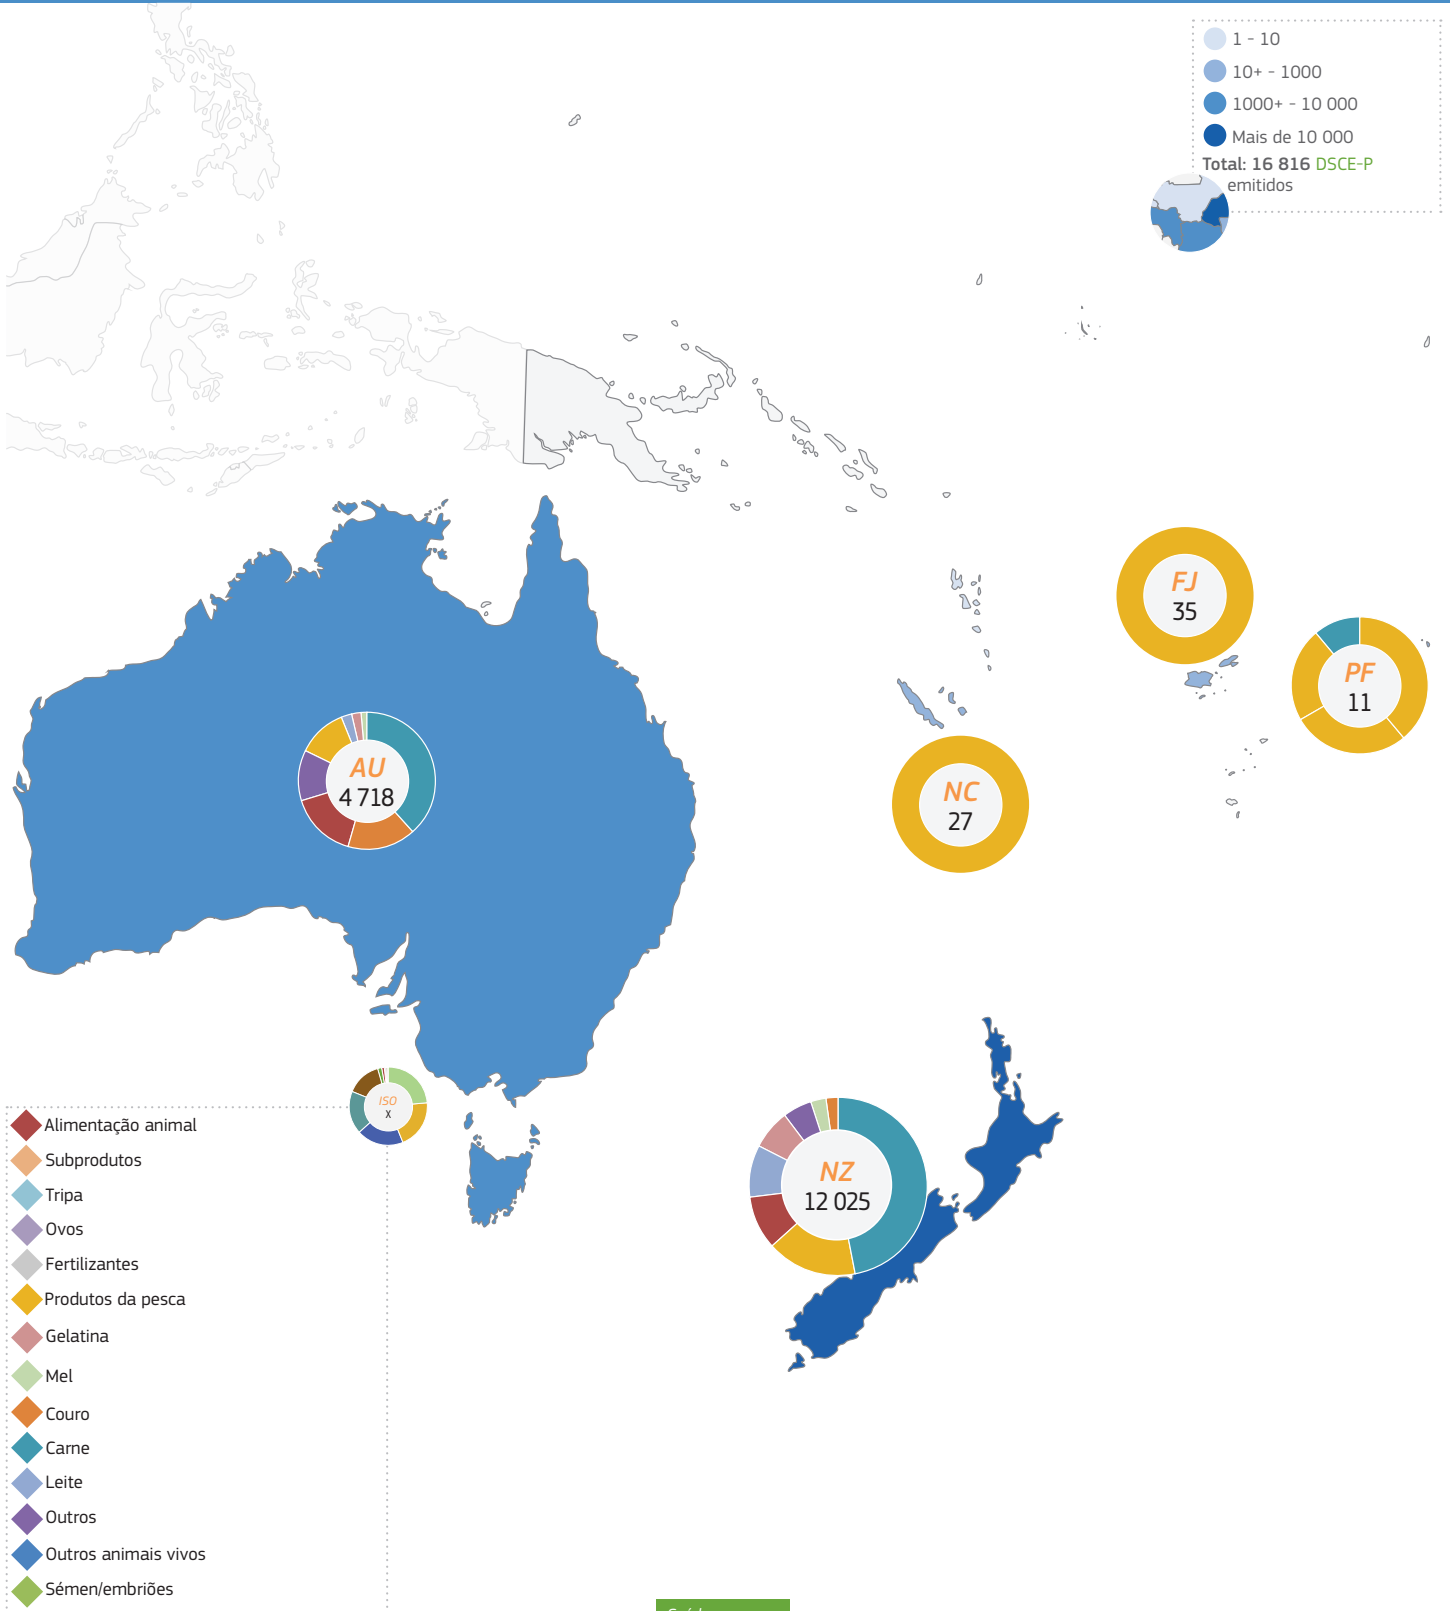 1 - 10
10+ - 1000
1000+ - 10 000
Mais de 10 000
Total: 16 816 DSCE-P
emitidos
FJ
35
PF
11
AU
4 718
NC
27
ISO
X
NZ
12 025
Alimentação animal
Subprodutos
Tripa
Ovos
Fertilizantes
Produtos da pesca
Gelatina
Mel
Couro
Carne
Leite
Outros
Outros animais vivos
Sémen/embriões